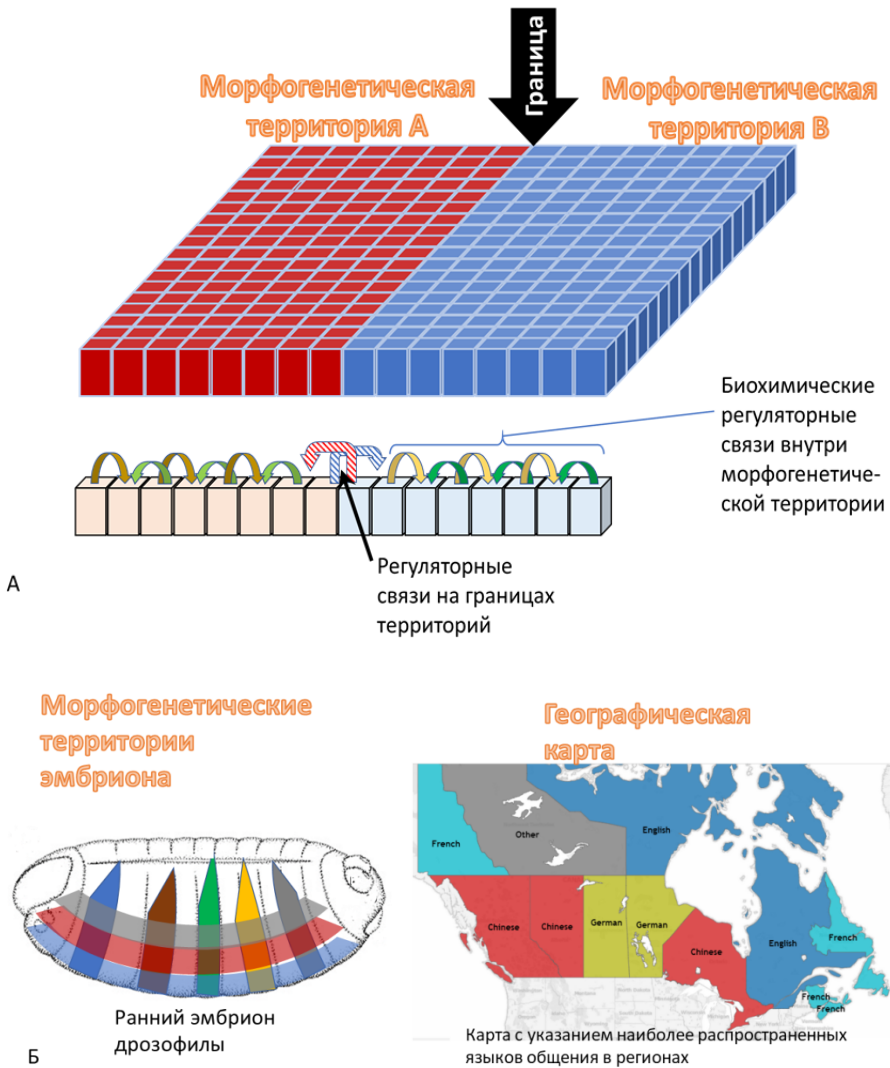 Граница
Морфогенетическая
территория А
Морфогенетическая
территория В
Биохимические
регуляторные
связи внутри
морфогенетиче-
ской территории
Регуляторные
связи на границах
территорий
А
Морфогенетические
территории
эмбриона
Географическая
карта
French
Other
English
Chinese
Chinese
German
German
Chinese
English
French
French
French
Ранний эмбрион
дрозофилы
Карта с указанием наиболее распространенных
языков общения в регионах
Б